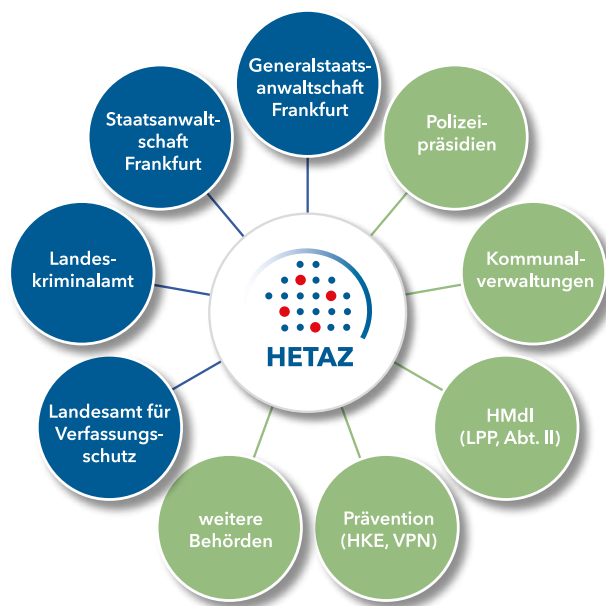 Generalstaats-
anwaltschaft
Frankfurt
Polizei-
präsidien
Kommunal-
verwaltungen
HMdI
(LPP, Abt. II)
Prävention
(HKE, VPN)
weitere
Behörden
Landesamt für
Verfassungs-
schutz
Landes-
kriminalamt
Staatsanwalt-
schaft
Frankfurt
HETAZ